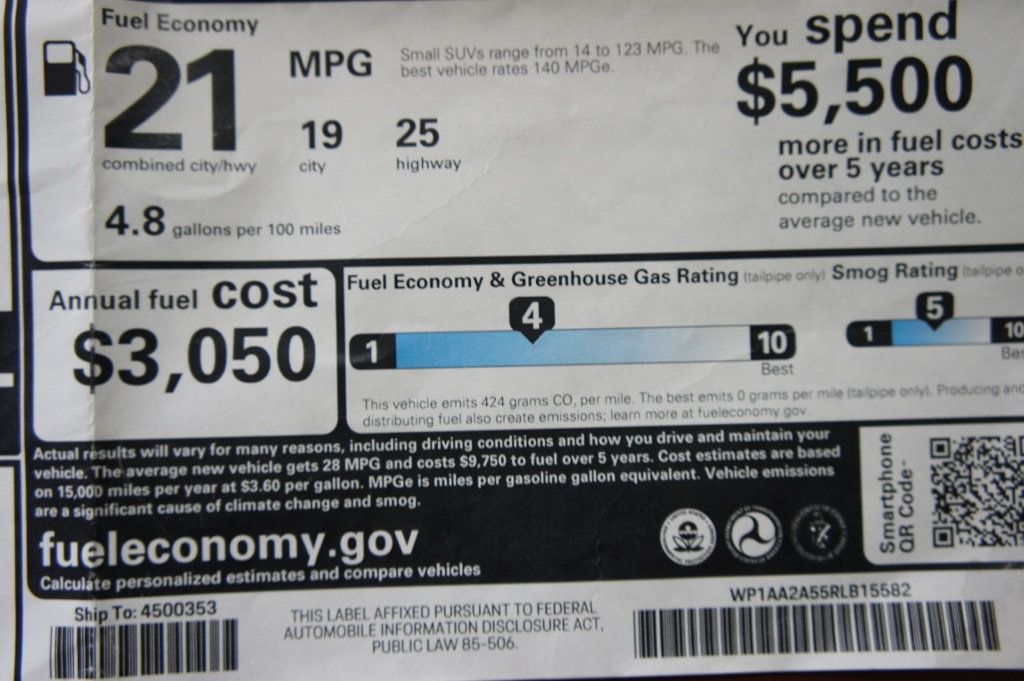 Fuel Economy
21
MPG
Small SUVs range from 14 to 123 MPG. The
best vehicle rates 140 MPGe.
19
city
25
highway
combined city/hwy
4.8 gallons per 100 miles
You spend
$5,500
more in fuel costs
over 5 years
compared to the
average new vehicle.
Annual fuel cost
$3,050
Fuel Economy & Greenhouse Gas Rating (tailpipe only)
4
1
10
Best
Smog Rating (tailpipe o
5
1
10
Bes
This vehicle emits 424 grams CO2 per mile. The best emits 0 grams per mile (tailpipe only). Producing and
distributing fuel also create emissions; learn more at fueleconomy.gov.
Actual results will vary for many reasons, including driving conditions and how you drive and maintain your
vehicle. The average new vehicle gets 28 MPG and costs $9,750 to fuel over 5 years. Cost estimates are based
on 15,000 miles per year at $3.60 per gallon. MPGe is miles per gasoline gallon equivalent. Vehicle emissions
are a significant cause of climate change and smog.
fueleconomy.gov
Calculate personalized estimates and compare vehicles
Smartphone
QR Code™
Ship To: 4500353
THIS LABEL AFFIXED PURSUANT TO FEDERAL
AUTOMOBILE INFORMATION DISCLOSURE ACT,
PUBLIC LAW 85-506.
WP1AA2A55RLB15582